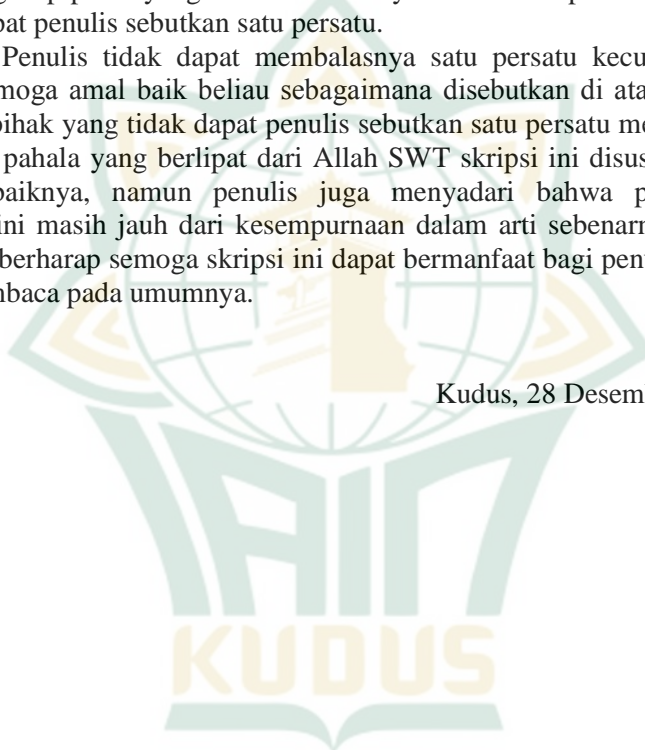 pat penulis sebutkan satu persatu.
Penulis tidak dapat membalasnya satu persatu kecu
moga amal baik beliau sebagaimana disebutkan di ata
pihak yang tidak dapat penulis sebutkan satu persatu me
pahala yang berlipat dari Allah SWT skripsi ini disus
baiknya, namun penulis juga menyadari bahwa p
ini masih jauh dari kesempurnaan dalam arti sebenarn
berharap semoga skripsi ini dapat bermanfaat bagi penu
mbaca pada umumnya.
Kudus, 28 Desem
IAIN
KUDUS